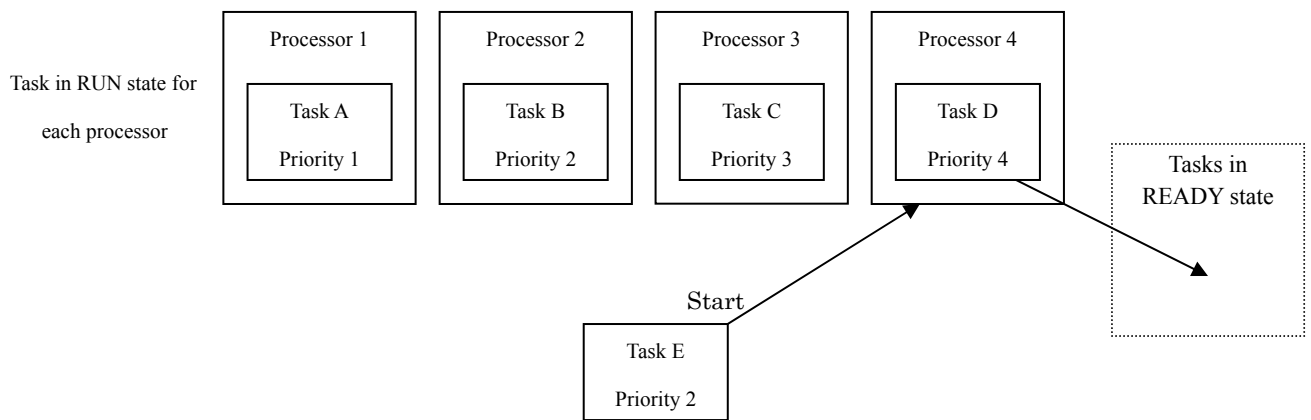 Processor 1
Processor 2
Processor 3
Processor 4
Task in RUN state for
each processor
Task A
Priority 1
Task B
Priority 2
Task C
Priority 3
Task D
Priority 4
Tasks in
READY state
Start
Task E
Priority 2